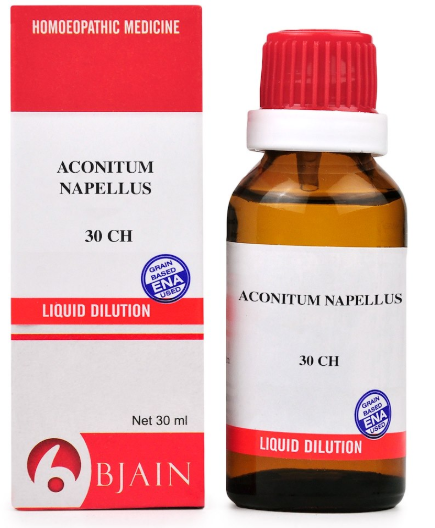 HOMOEOPATHIC MEDICINE
ACONITUM
NAPELLUS
30 CH
GRAIN
BASED
ENA
USED
LIQUID DILUTION
Net 30 ml
BJAIN
ACONITUM NAPELLUS
30 CH
GRAIN
BASED
ENA
USED
LIQUID DILUTION